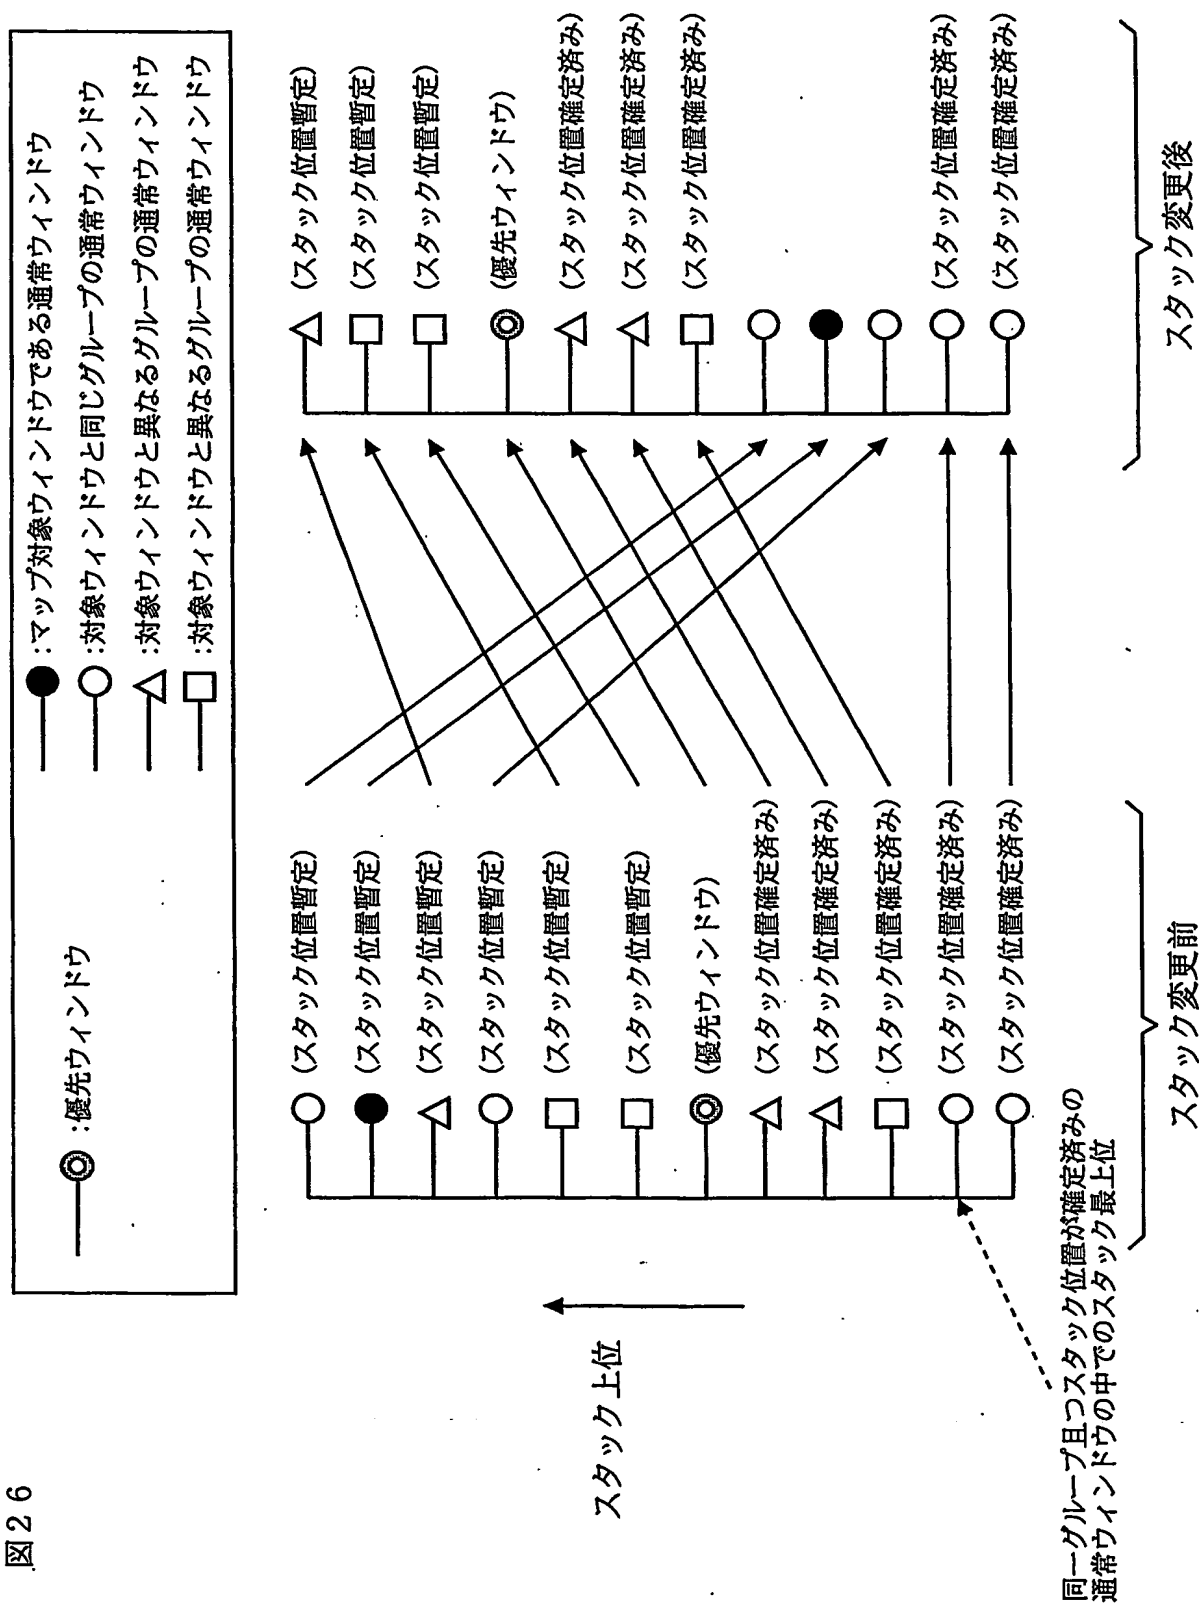 図２６
◎:優先ウィンドウ
●:マップ対象ウィンドウである通常ウィンドウ
○:対象ウィンドウと同じグループの通常ウィンドウ
△:対象ウィンドウと異なるグループの通常ウィンドウ
□:対象ウィンドウと異なるグループの通常ウィンドウ
スタック上位
(スタック位置暫定)
(スタック位置暫定)
(スタック位置暫定)
(スタック位置暫定)
(スタック位置暫定)
(スタック位置暫定)
(優先ウィンドウ)
(スタック位置確定済み)
(スタック位置確定済み)
(スタック位置確定済み)
(スタック位置確定済み)
(スタック位置確定済み)
同一グループ且つスタック位置が確定済みの
通常ウィンドウの中でのスタック最上位
スタック変更前
(スタック位置暫定)
(スタック位置暫定)
(スタック位置暫定)
(優先ウィンドウ)
(スタック位置確定済み)
(スタック位置確定済み)
(スタック位置確定済み)
(スタック位置確定済み)
(スタック位置確定済み)
スタック変更後